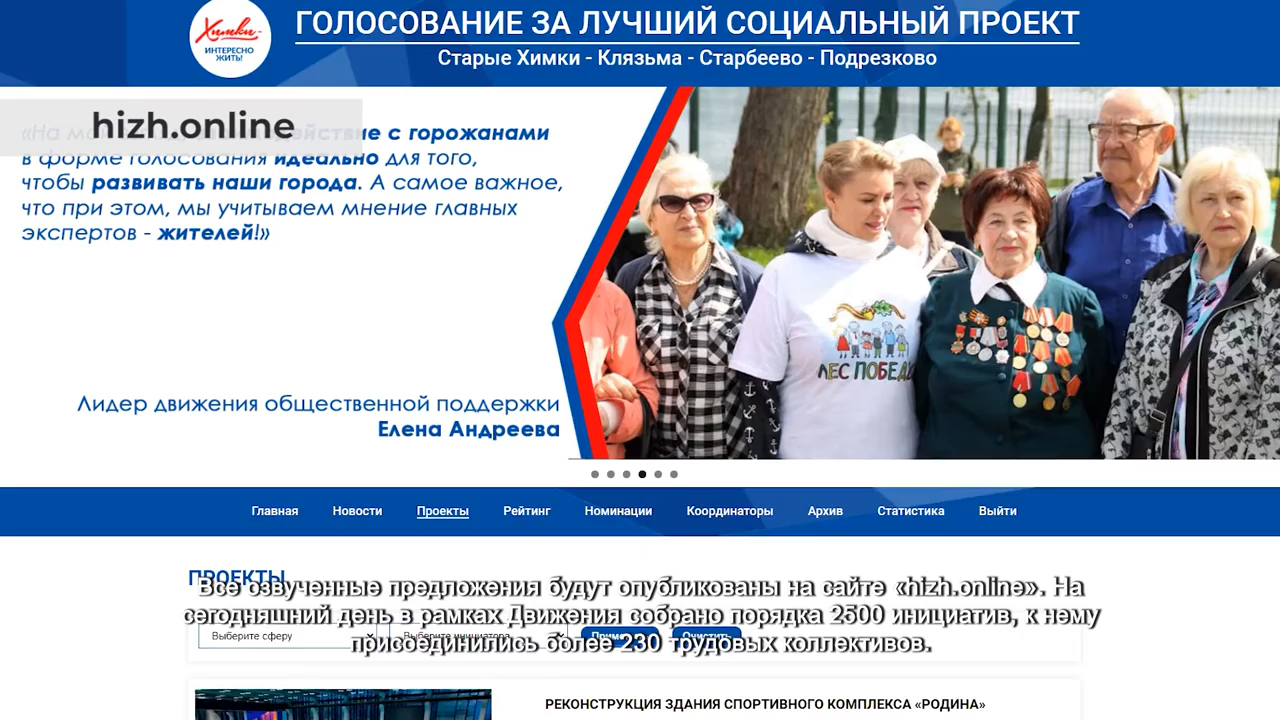 Химки-
ИНТЕРЕСНО
ЖИТЬ!
ГОЛОСОВАНИЕ ЗА ЛУЧШИЙ СОЦИАЛЬНЫЙ ПРОЕКТ
Старые Химки - Клязьма - Старбеево - Подрезково
hizh.online
с горожанами
в форме голосования идеально для того,
чтобы развивать наши города. А самое важное,
что при этом, мы учитываем мнение главных
экспертов - жителей!»
Лидер движения общественной поддержки
Елена Андреева
ЛЕС ПОБЕДЫ
Главная Новости Проекты Рейтинг Номинации Координаторы Архив Статистика Выйти
ПРОЕКТЫ
Все озвученные предложения будут опубликованы на сайте «hizh.online». На
сегодняшний день в рамках Движения собрано порядка 2500 инициатив, к нему
присоединились более 230 трудовых коллективов.
Выберите сферу Выберите инициатора Очистить
РЕКОНСТРУКЦИЯ ЗДАНИЯ СПОРТИВНОГО КОМПЛЕКСА «РОДИНА»